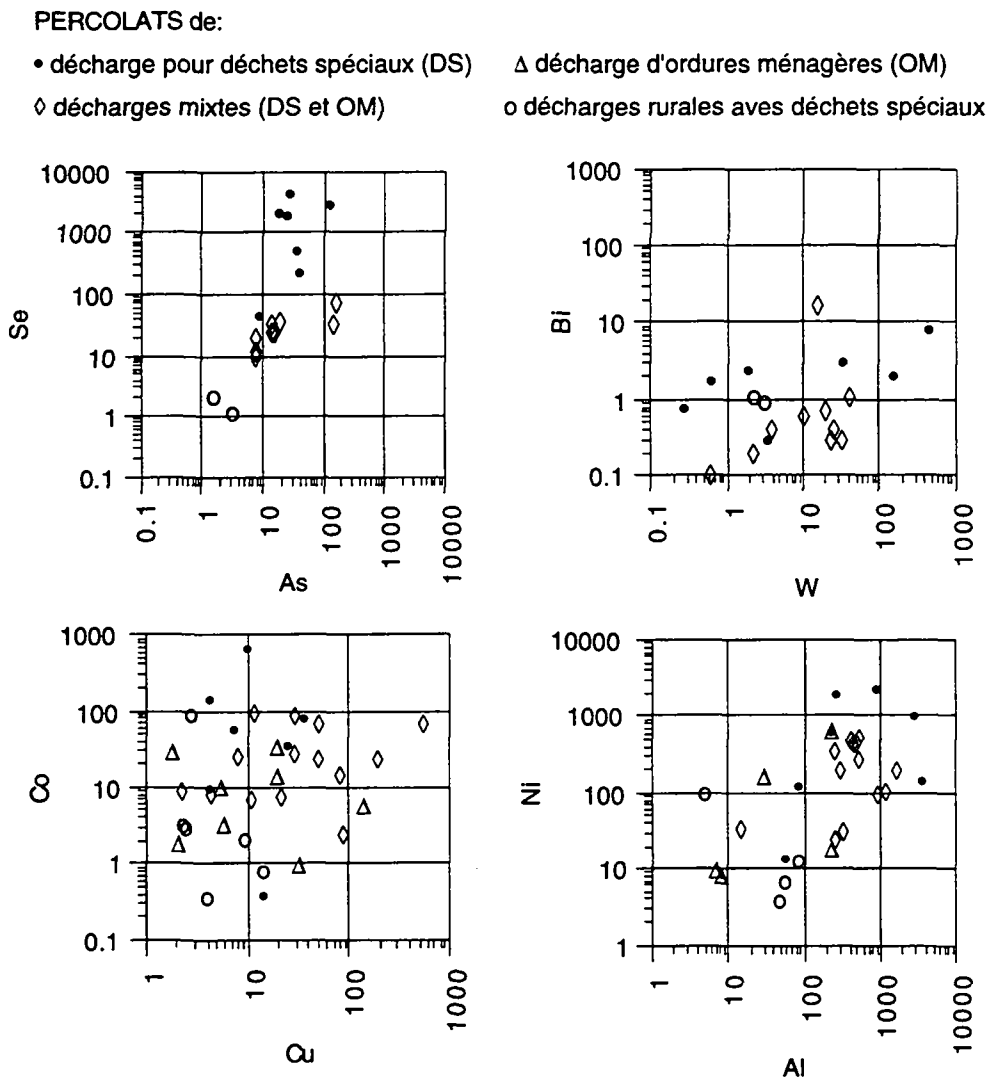 PERCOLATS de:
• décharge pour déchets spéciaux (DS) Δ décharge d'ordures ménagères (OM)
◊ décharges mixtes (DS et OM) o décharges rurales aves déchets spéciaux
10000
1000
100
10
1
0.1
Se
0.1 1 10 100 1000 10000
As
1000
100
10
1
0.1
Bi
0.1 1 10 100 1000
W
1000
100
10
1
0.1
Co
1 10 100 1000
Cu
10000
1000
100
10
1
Ni
1 10 100 1000 10000
Al